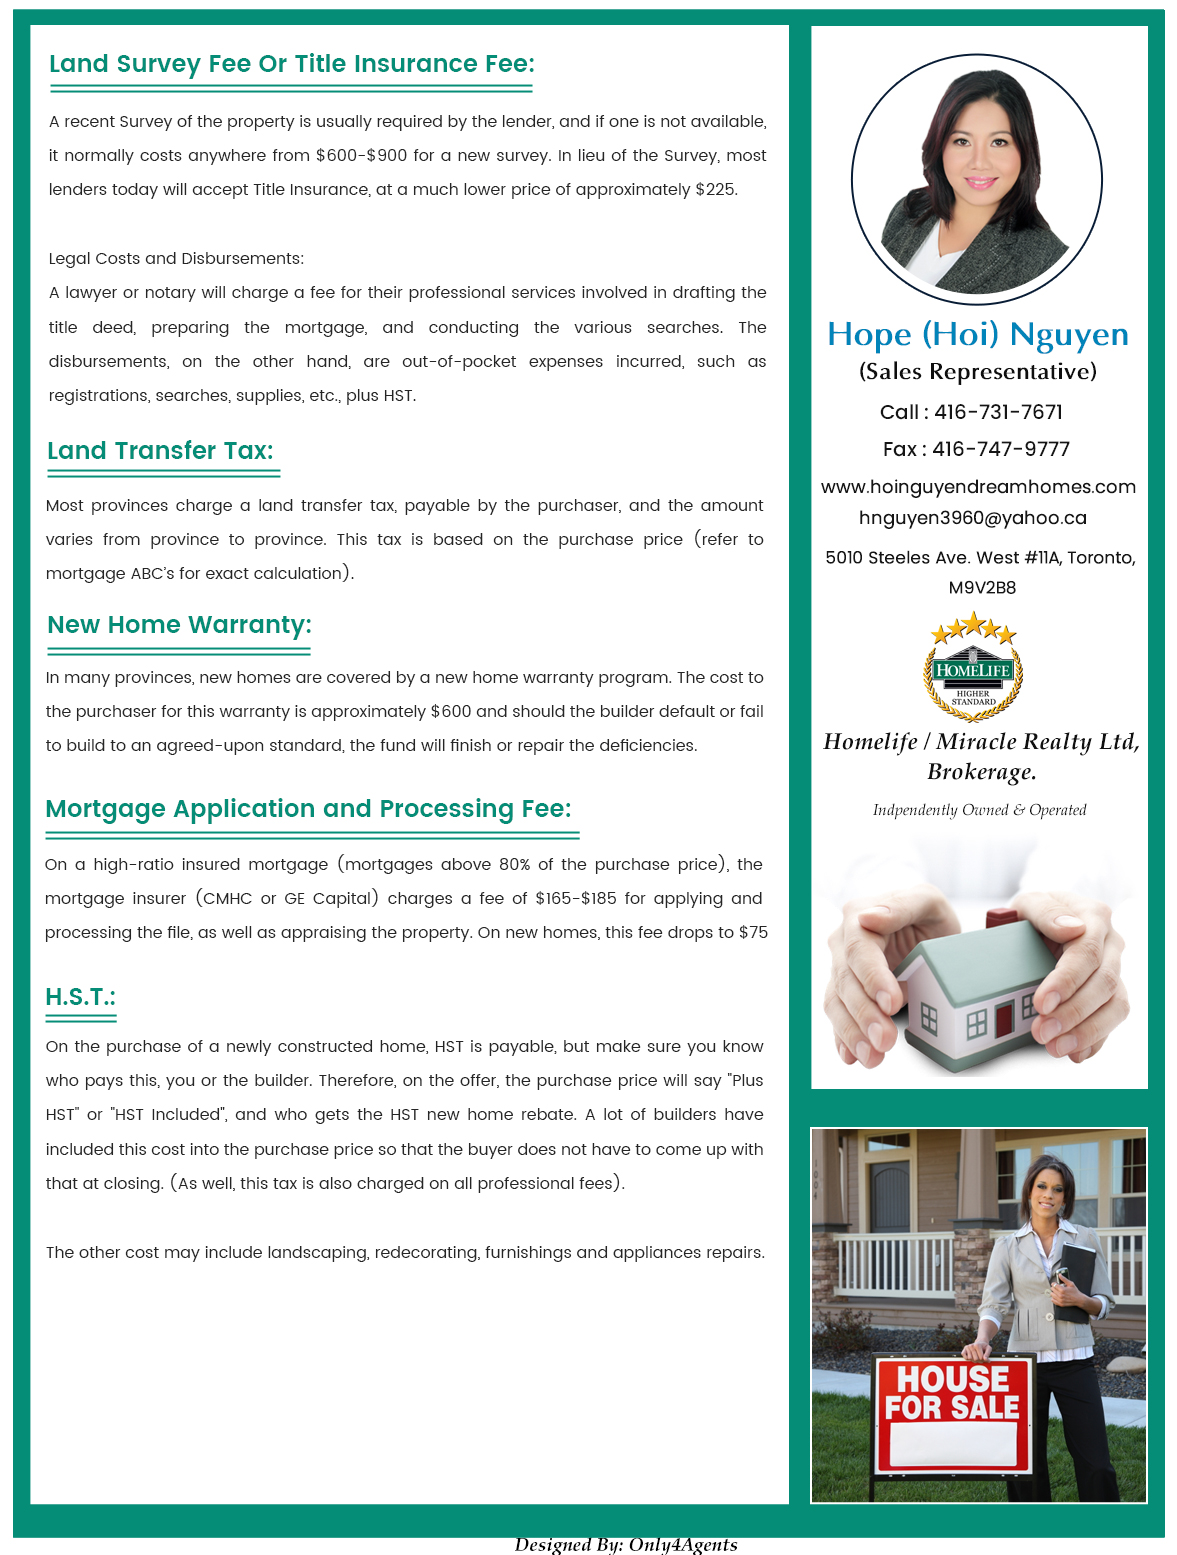 Land Survey Fee Or Title Insurance Fee:
A recent Survey of the property is usually required by the lender, and if one is not available,
it normally costs anywhere from $600-$900 for a new survey. In lieu of the Survey, most
lenders today will accept Title Insurance, at a much lower price of approximately $225.
Legal Costs and Disbursements:
A lawyer or notary will charge a fee for their professional services involved in drafting the
title deed, preparing the mortgage, and conducting the various searches. The
disbursements, on the other hand, are out-of-pocket expenses incurred, such as
registrations, searches, supplies, etc., plus HST.
Land Transfer Tax:
Most provinces charge a land transfer tax, payable by the purchaser, and the amount
varies from province to province. This tax is based on the purchase price (refer to
mortgage ABC's for exact calculation).
New Home Warranty:
In many provinces, new homes are covered by a new home warranty program. The cost to
the purchaser for this warranty is approximately $600 and should the builder default or fail
to build to an agreed-upon standard, the fund will finish or repair the deficiencies.
Mortgage Application and Processing Fee:
On a high-ratio insured mortgage (mortgages above 80% of the purchase price), the
mortgage insurer (CMHC or GE Capital) charges a fee of $165-$185 for applying and
processing the file, as well as appraising the property. On new homes, this fee drops to $75
H.S.T.:
On the purchase of a newly constructed home, HST is payable, but make sure you know
who pays this, you or the builder. Therefore, on the offer, the purchase price will say "Plus
HST" or "HST Included", and who gets the HST new home rebate. A lot of builders have
included this cost into the purchase price so that the buyer does not have to come up with
that at closing. (As well, this tax is also charged on all professional fees).
The other cost may include landscaping, redecorating, furnishings and appliances repairs.
Hope (Hoi) Nguyen
(Sales Representative)
Call : 416-731-7671
Fax : 416-747-9777
www.hoinguyendreamhomes.com
hnguyen3960@yahoo.ca
5010 Steeles Ave. West #11A, Toronto,
M9V2B8
HOMELIFE
HIGHER
STANDARD
Homelife / Miracle Realty Ltd,
Brokerage.
Indpendently Owned & Operated
1004
HOUSE
FOR SALE
Designed By: Only4Agents